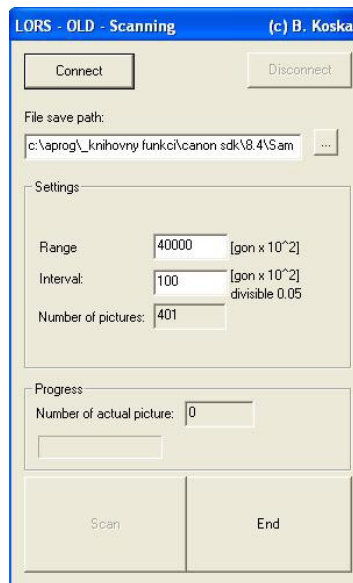 LORS - OLD - Scanning (c) B. Koska
Connect Disconnect
File save path:
c:\aprog\_knihovny funkcí\canon sdk\8.4\Sam ...
Settings
Range 40000 [gon x 10^2]
Interval: 100 [gon x 10^2]
divisible 0.05
Number of pictures: 401
Progress
Number of actual picture: 0
Scan End